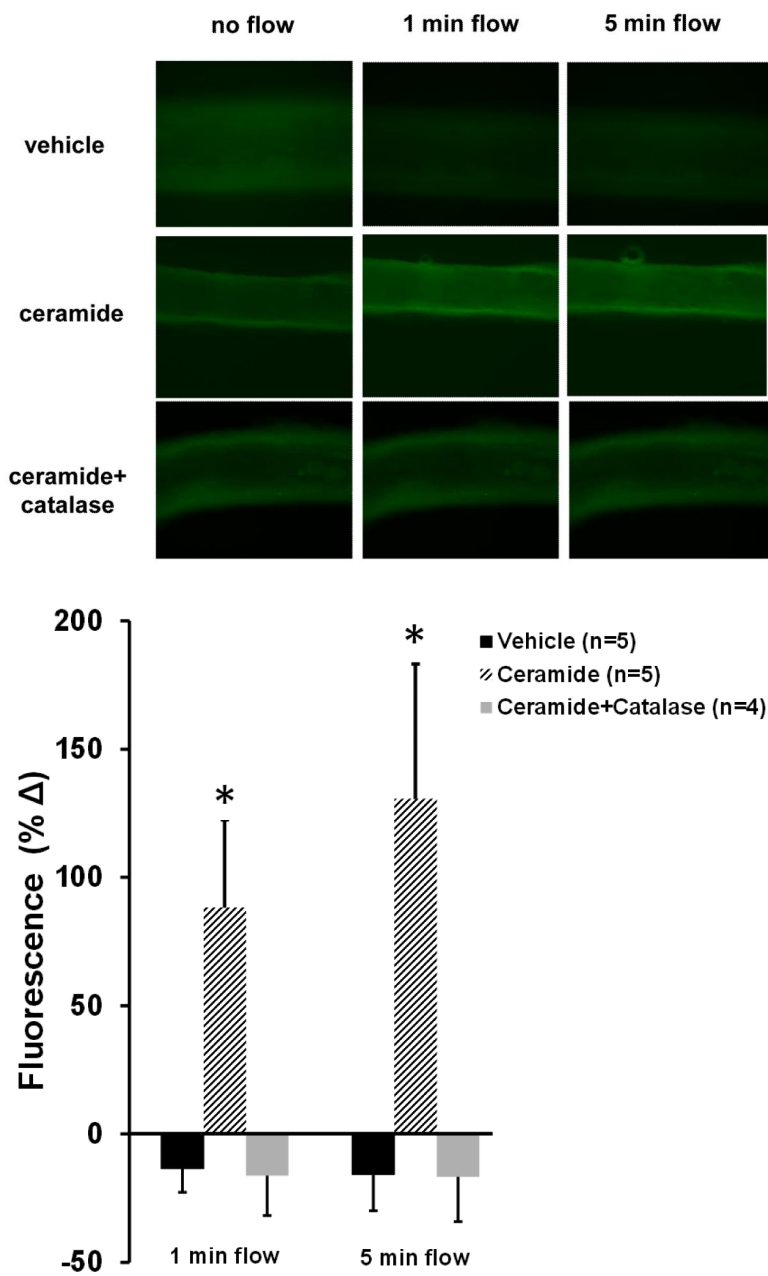 no flow 1 min flow 5 min flow
vehicle
ceramide
ceramide+
catalase
200
150
100
50
0
-50
Fluorescence (% Δ)
*
*
Vehicle (n=5)
Ceramide (n=5)
Ceramide+Catalase (n=4)
1 min flow 5 min flow